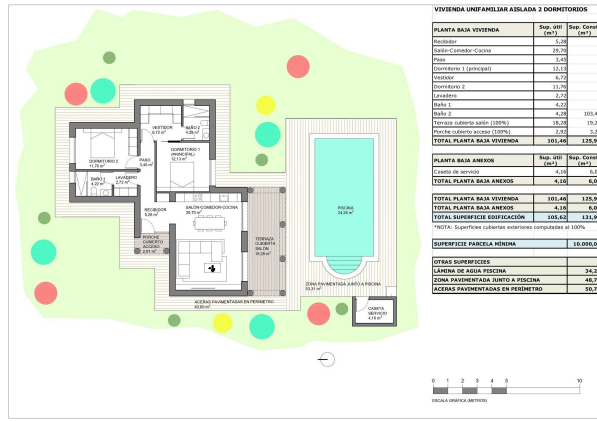 VIVIENDA UNIFAMILIAR AISLADA 2 DORMITORIOS
PLANTA BAJA VIVIENDA Sup. útil (m²) Sup. Const (m²)
Recibidor 5,28
Salón-Comedor-Cocina 29,70
Paso 3,45
Dormitorio 1 (principal) 12,13
Vestidor 6,72
Dormitorio 2 11,76
Lavadero 2,72
Baño 1 4,22
Baño 2 4,28 103,4
Terraza cubierta salón (100%) 18,28 19,2
Porche cubierto acceso (100%) 2,92 3,2
TOTAL PLANTA BAJA VIVIENDA 101,46 125,9
PLANTA BAJA ANEXOS Sup. útil (m²) Sup. Const (m²)
Caseta de servicio 4,16 6,0
TOTAL PLANTA BAJA ANEXOS 4,16 6,0
TOTAL PLANTA BAJA VIVIENDA 101,46 125,9
TOTAL PLANTA BAJA ANEXOS 4,16 6,0
TOTAL SUPERFICIE EDIFICACIÓN 105,62 131,9
*NOTA: Superficies cubiertas exteriores computadas al 100%
SUPERFICIE PARCELA MÍNIMA 10.000,0
OTRAS SUPERFICIES
LÁMINA DE AGUA PISCINA 34,2
ZONA PAVIMENTADA JUNTO A PISCINA 48,7
ACERAS PAVIMENTADAS EN PERÍMETRO 50,7
VESTIDOR
6,72 m²
BAÑO 2
4,28 m²
DORMITORIO 2
11,76 m²
PASO
3,45 m²
DORMITORIO 1
(PRINCIPAL)
12,13 m²
BAÑO 1
4,22 m²
LAVADERO
2,72 m²
RECIBIDOR
5,28 m²
SALÓN-COMEDOR-COCINA
29,70 m²
PISCINA
34,26 m²
PORCHE
CUBIERTO
ACCESO
TERRAZA
CUBIERTA
SALÓN
18,28 m²
ZONA PAVIMENTADA JUNTO A PISCINA
ACERAS PAVIMENTADAS EN PERÍMETRO
CASETA
SERVICIO
4,16 m²
0 1 2 3 4 5 10
ESCALA GRÁFICA (METROS)